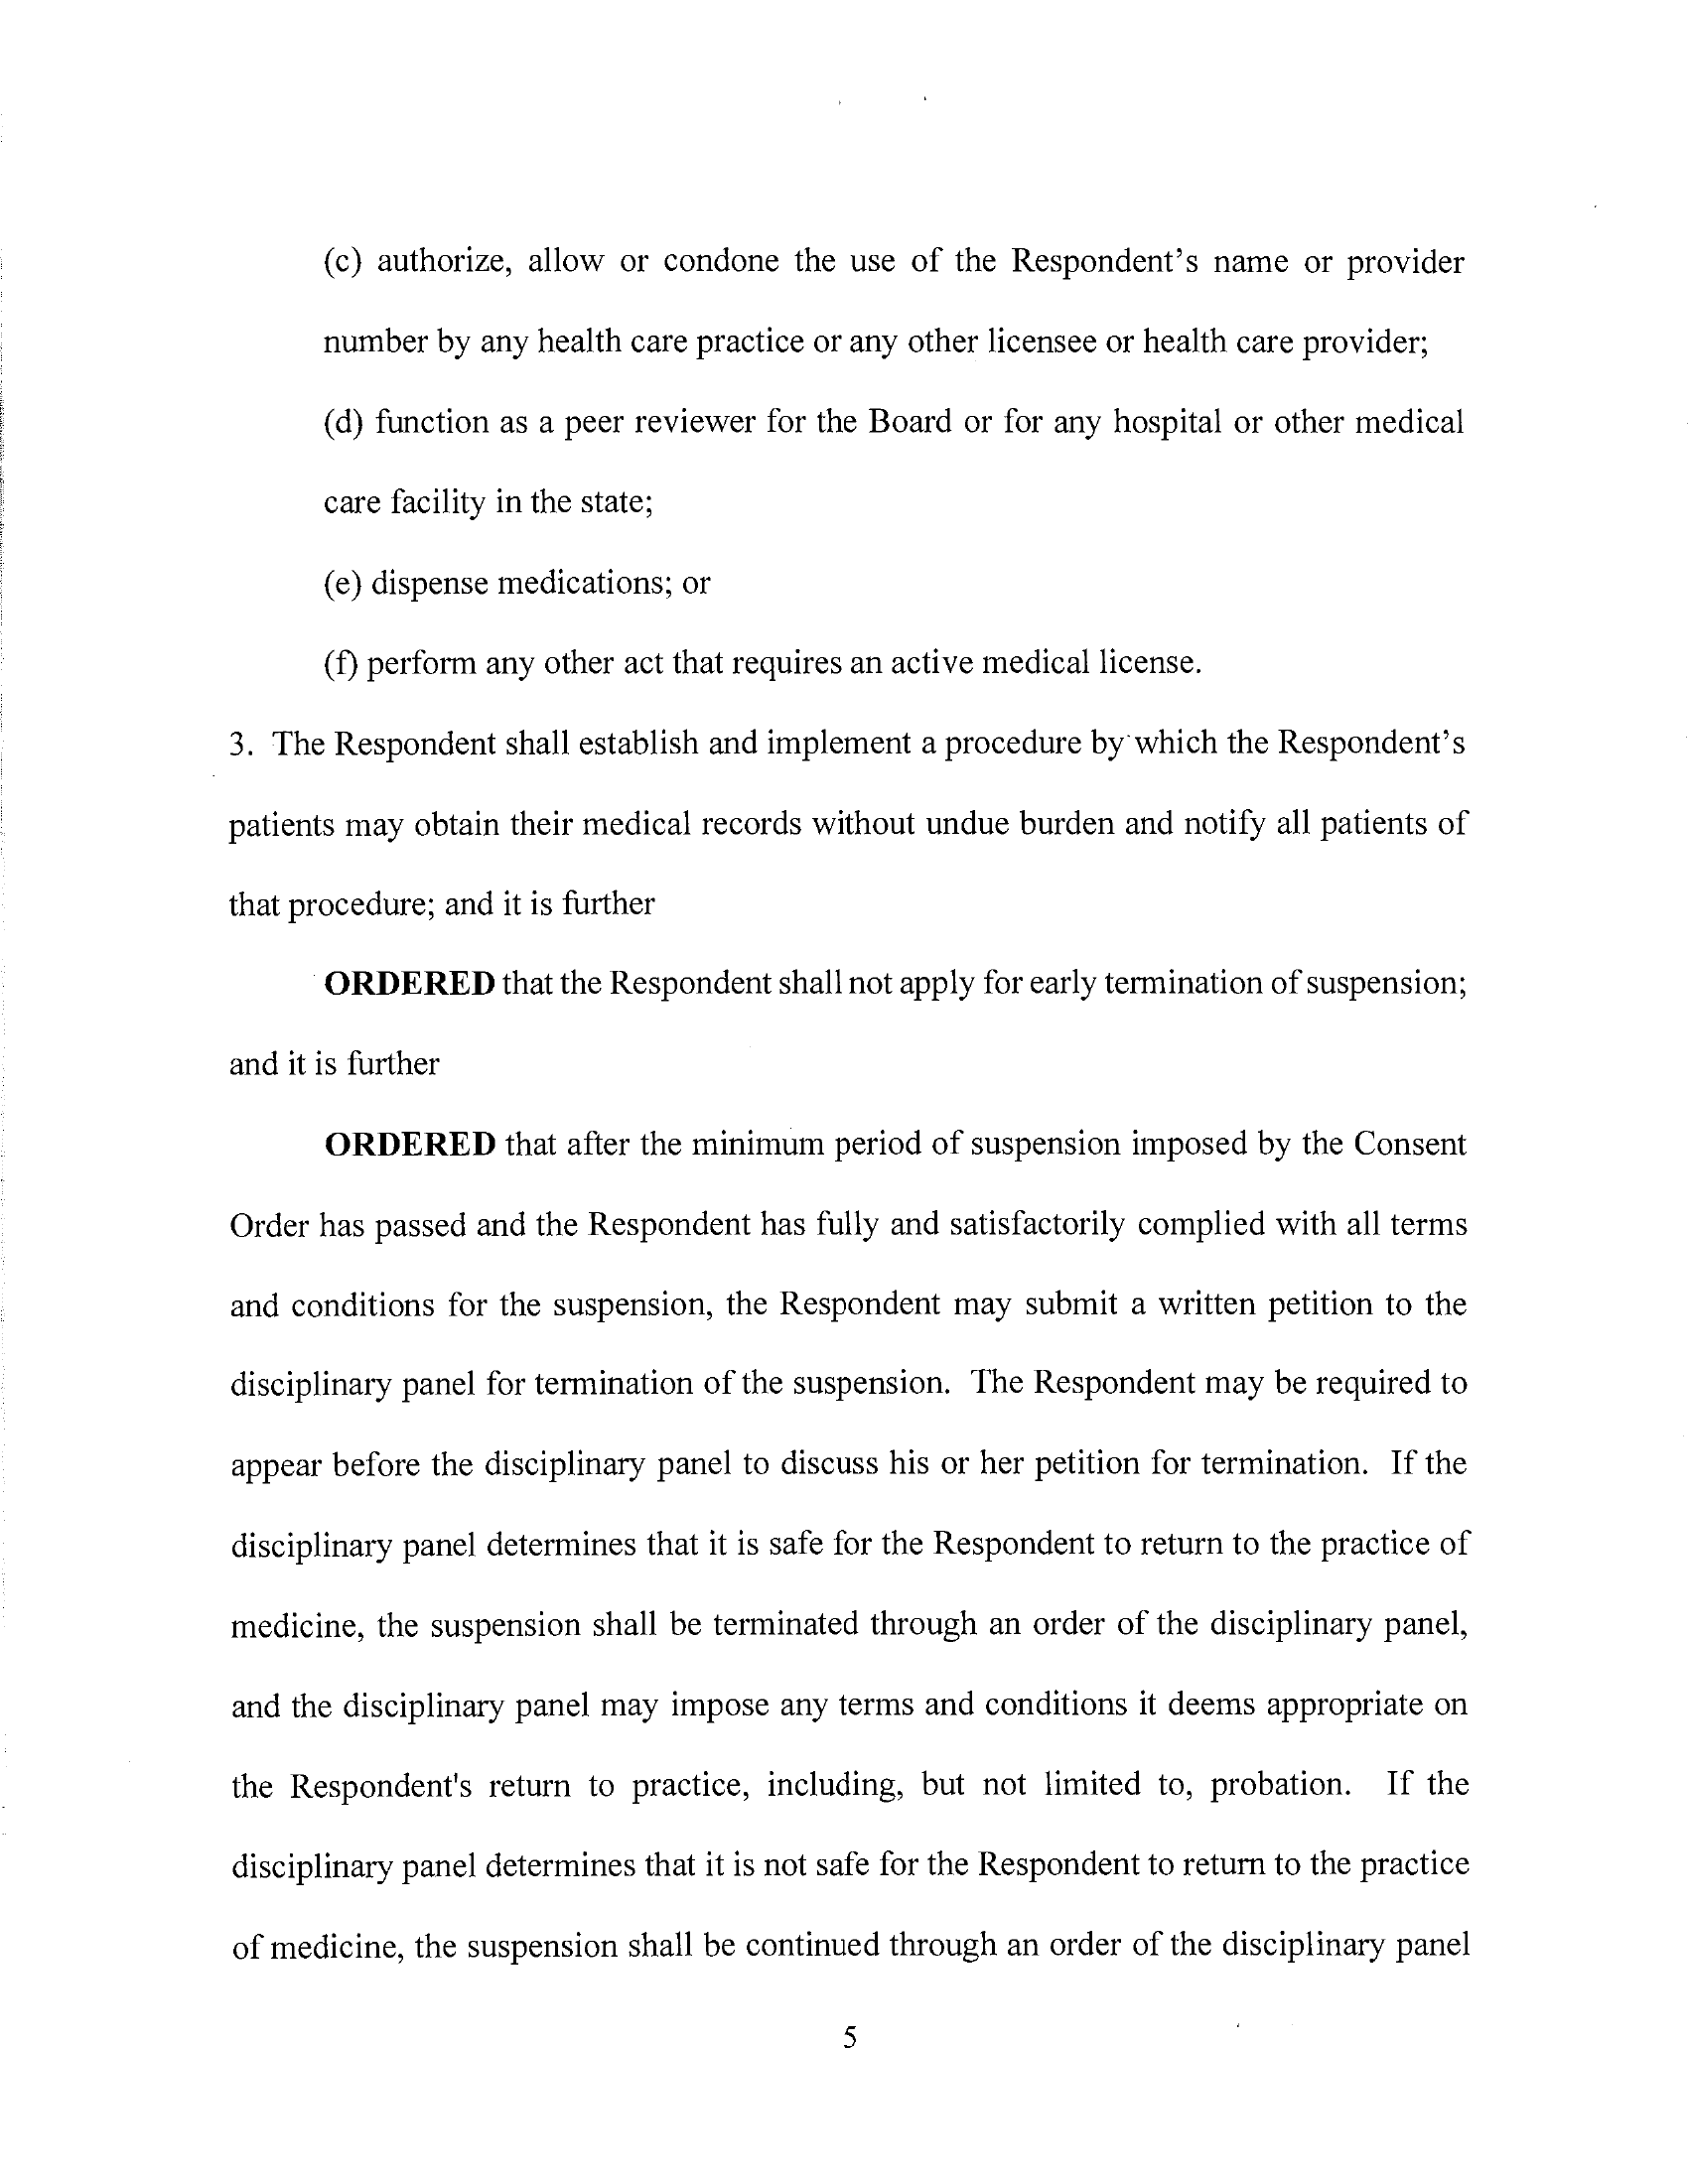 (c) authorize, allow or condone the use of the Respondent’s name or provider
number by any health care practice or any other licensee or health care provider;
(d) function as a peer reviewer for the Board or for any hospital or other medical
care facility in the state;
(e) dispense medications; or
(f) perform any other act that requires an active medical license.
3. The Respondent shall establish and implement a procedure by which the Respondent’s
patients may obtain their medical records without undue burden and notify all patients of
that procedure; and it is further
ORDERED that the Respondent shall not apply for early termination of suspension;
and it is further
ORDERED that after the minimum period of suspension imposed by the Consent
Order has passed and the Respondent has fully and satisfactorily complied with all terms
and conditions for the suspension, the Respondent may submit a written petition to the
disciplinary panel for termination of the suspension. The Respondent may be required to
appear before the disciplinary panel to discuss his or her petition for termination. If the
disciplinary panel determines that it is safe for the Respondent to return to the practice of
medicine, the suspension shall be terminated through an order of the disciplinary panel,
and the disciplinary panel may impose any terms and conditions it deems appropriate on
the Respondent's return to practice, including, but not limited to, probation. If the
disciplinary panel determines that it is not safe for the Respondent to return to the practice
of medicine, the suspension shall be continued through an order of the disciplinary panel
5